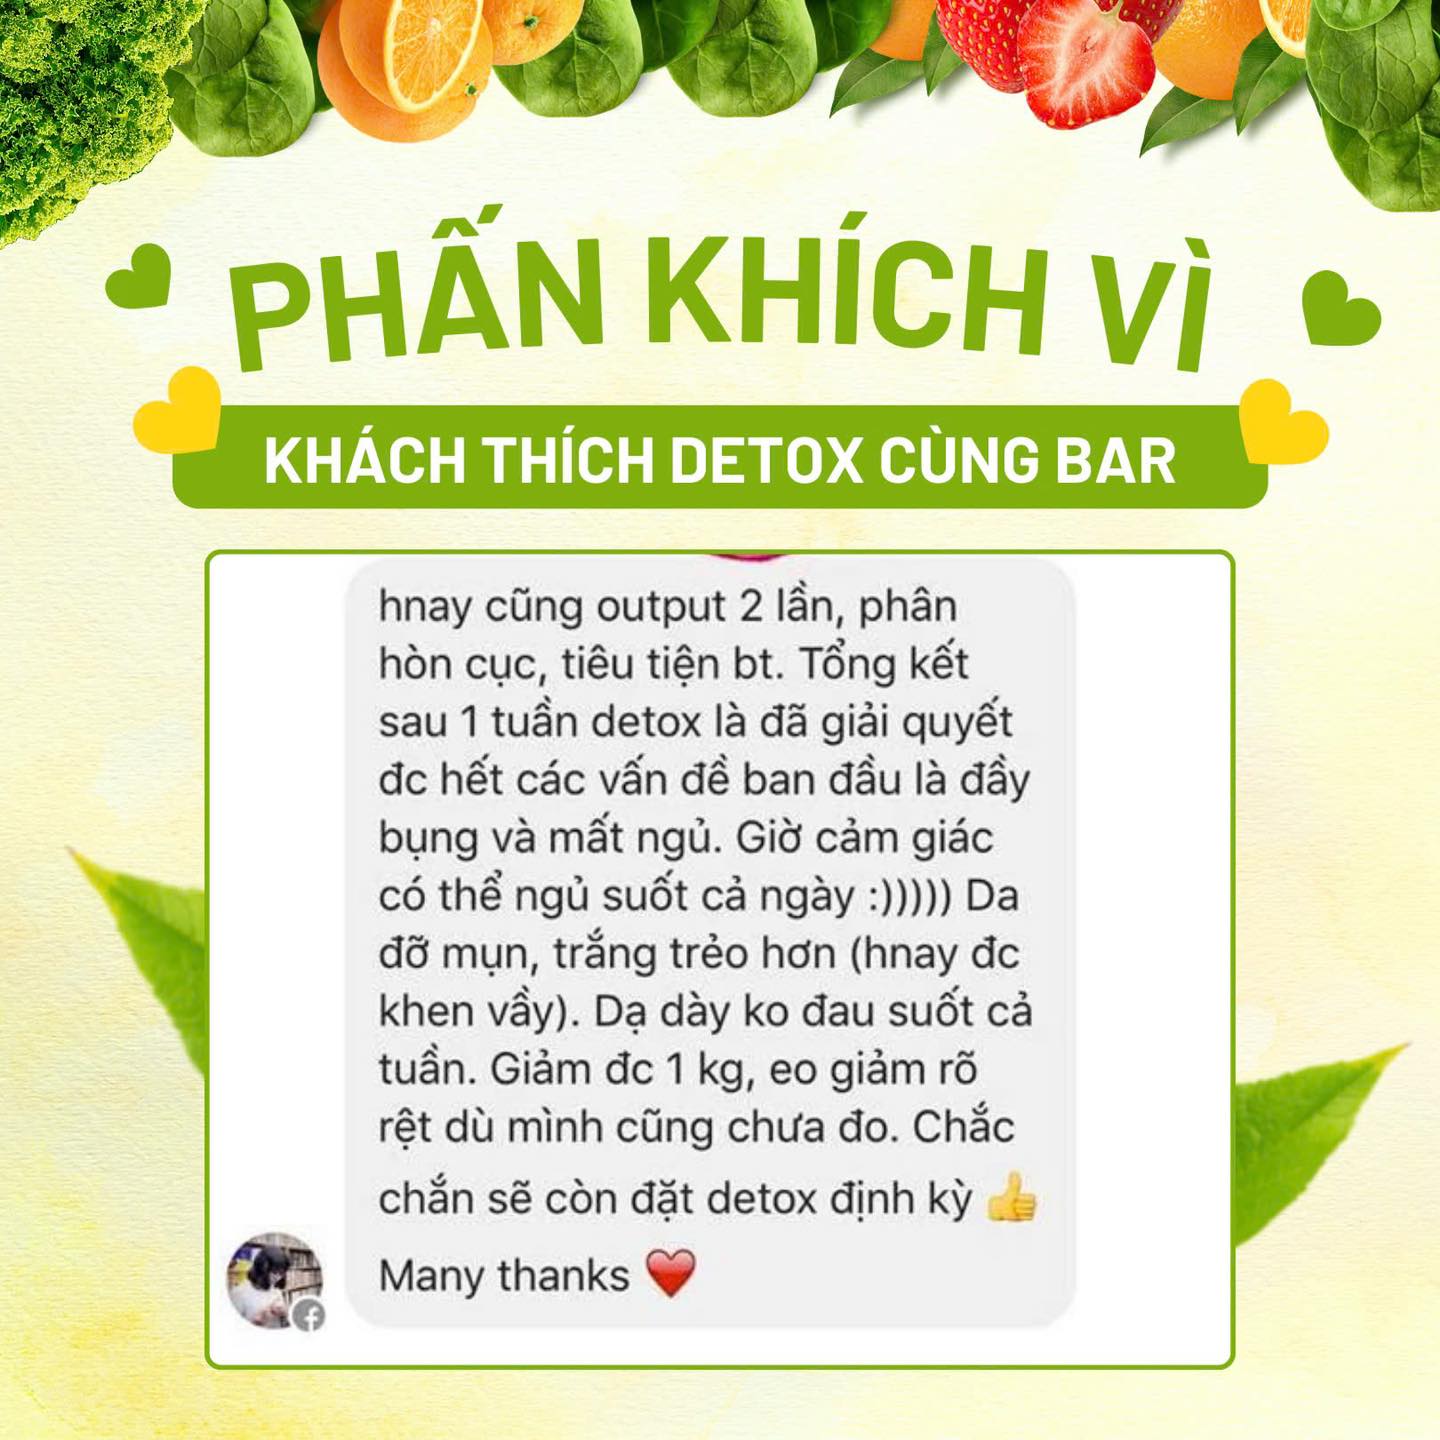 PHẤN KHÍCH VÌ
KHÁCH THÍCH DETOX CÙNG BAR
hnay cũng output 2 lần, phân
hòn cục, tiêu tiện bt. Tổng kết
sau 1 tuần detox là đã giải quyết
đc hết các vấn đề ban đầu là đầy
bụng và mất ngủ. Giờ cảm giác
có thể ngủ suốt cả ngày :))))) Da
đỡ mụn, trắng trẻo hơn (hnay đc
khen vầy). Dạ dày ko đau suốt cả
tuần. Giảm đc 1 kg, eo giảm rõ
rệt dù mình cũng chưa đo. Chắc
chắn sẽ còn đặt detox định kỳ 👍
Many thanks ❤️